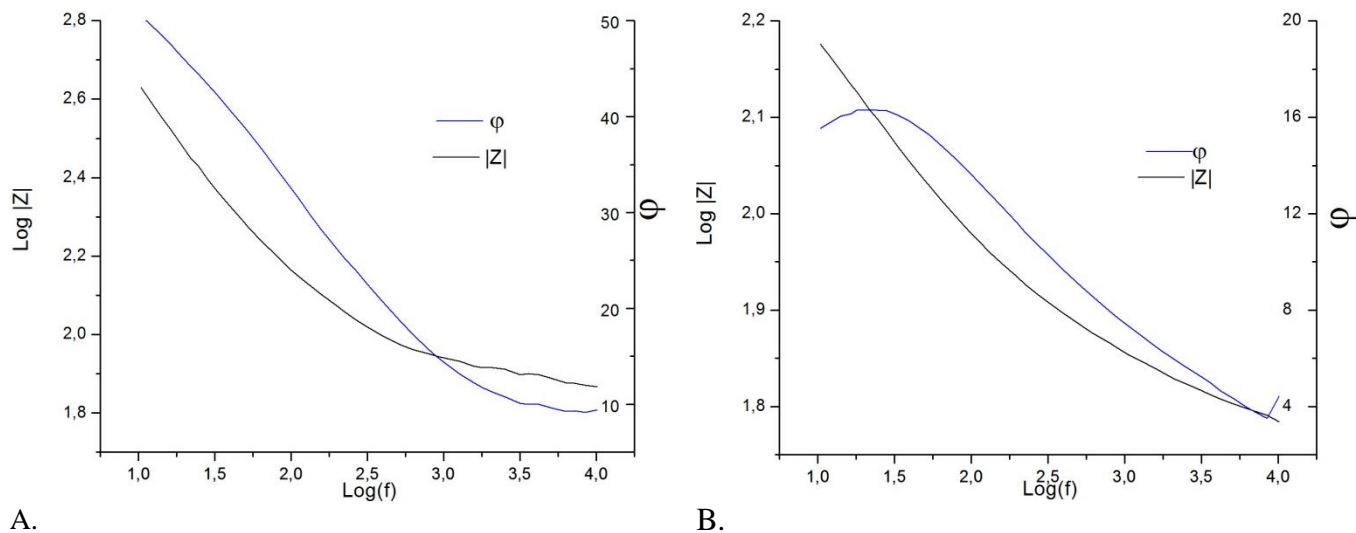 2,8
2,6
2,4
2,2
2,0
1,8
Log |Z|
50
40
30
20
10
φ
φ
|Z|
1,0 1,5 2,0 2,5 3,0 3,5 4,0
Log(f)
A.
2,2
2,1
2,0
1,9
1,8
Log |Z|
20
16
12
8
4
φ
φ
|Z|
1,0 1,5 2,0 2,5 3,0 3,5 4,0
Log(f)
B.